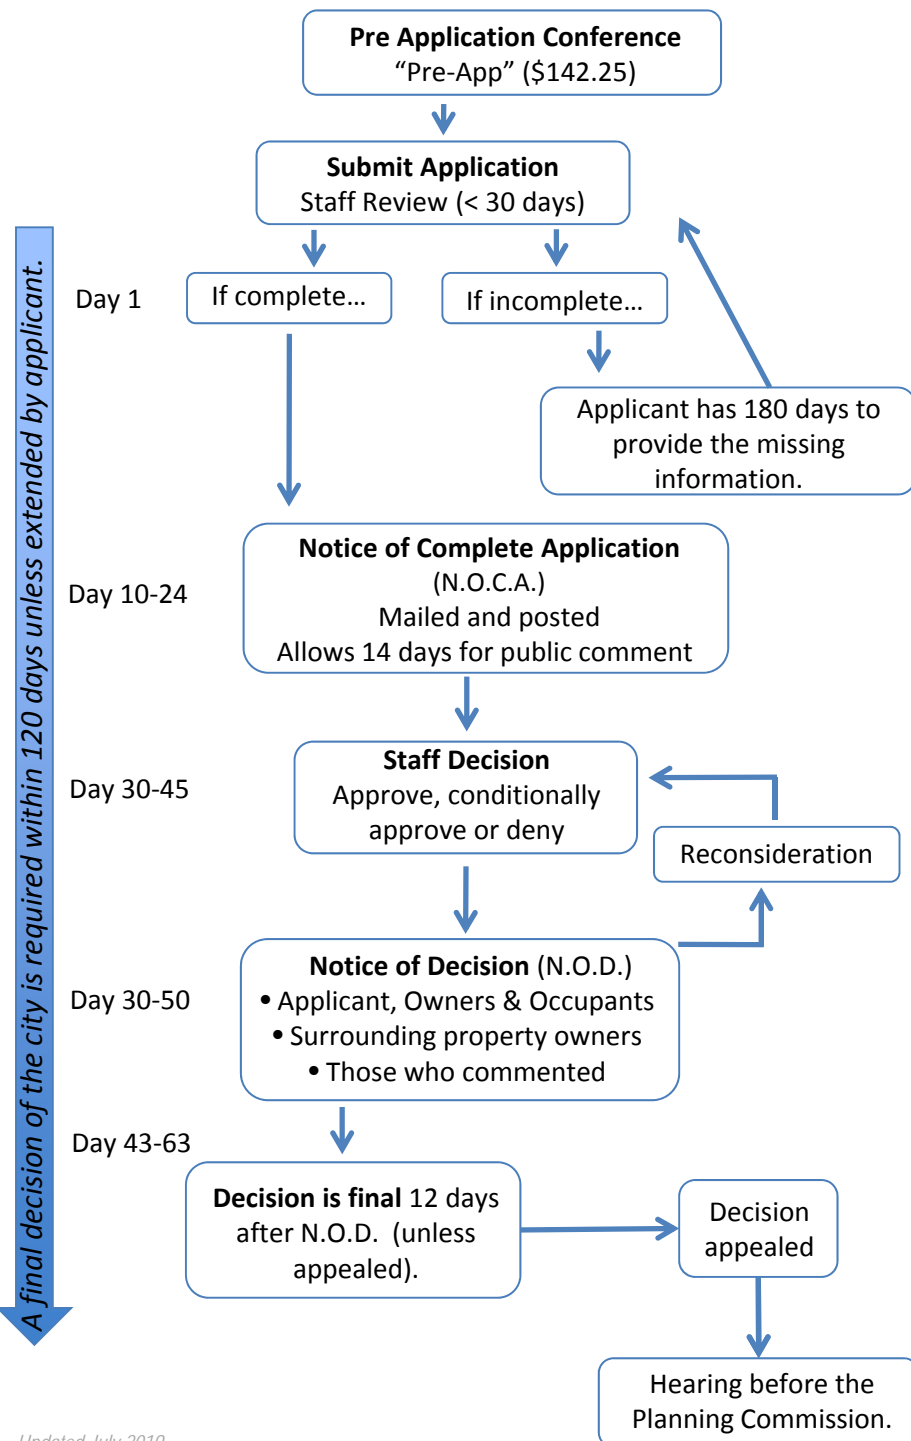 Pre Application Conference
“Pre-App” ($142.25)
Submit Application
Staff Review (< 30 days)
A final decision of the city is required within 120 days unless extended by applicant.
Day 1
If complete…
If incomplete…
Applicant has 180 days to
provide the missing
information.
Day 10-24
Notice of Complete Application
(N.O.C.A.)
Mailed and posted
Allows 14 days for public comment
Day 30-45
Staff Decision
Approve, conditionally
approve or deny
Reconsideration
Day 30-50
Notice of Decision (N.O.D.)
• Applicant, Owners & Occupants
• Surrounding property owners
• Those who commented
Day 43-63
Decision is final 12 days
after N.O.D.  (unless
appealed).
Decision
appealed
Hearing before the
Planning Commission.
Updated July 2019